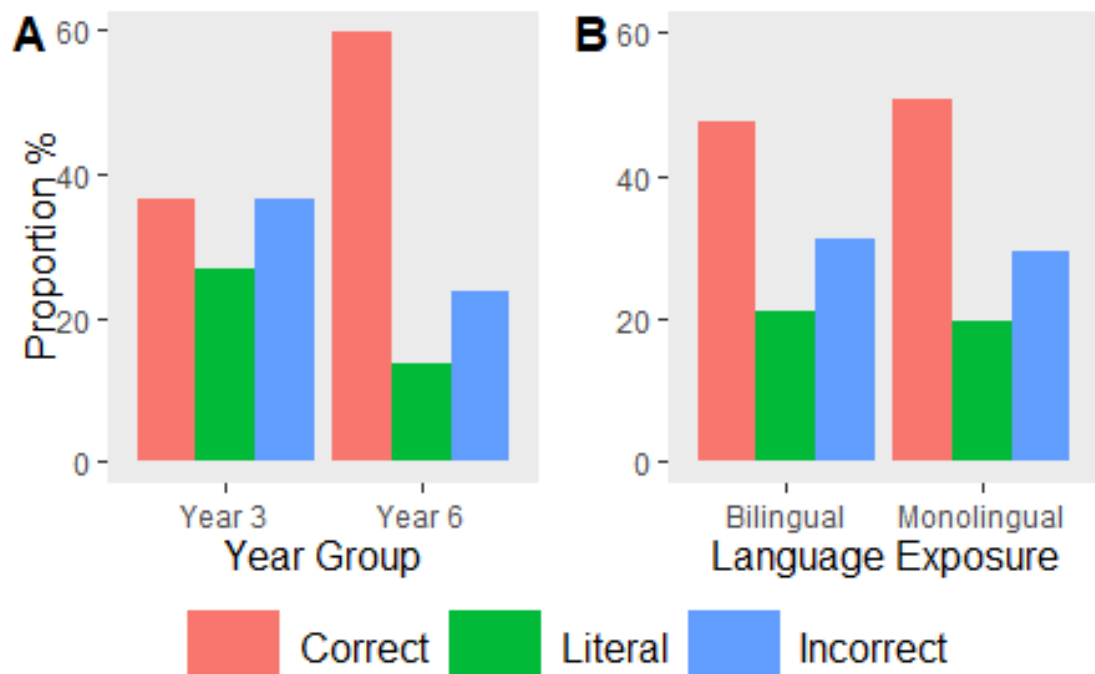 A
Proportion %
60
40
20
0
Year 3 Year 6
Year Group
B
60
40
20
0
Bilingual Monolingual
Language Exposure
Correct Literal Incorrect